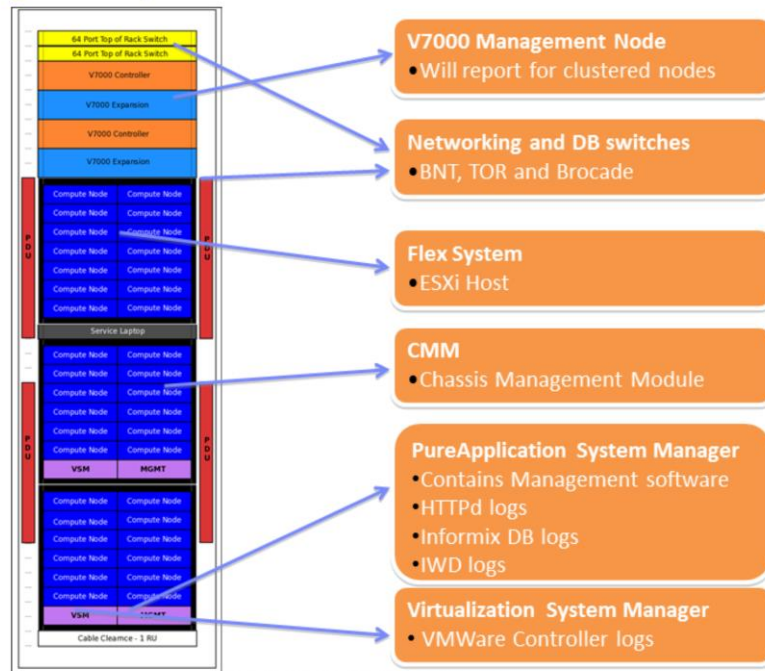 64 Port Top of Rack Switch
64 Port Top of Rack Switch
V7000 Controller
V7000 Expansion
V7000 Controller
V7000 Expansion
Compute Node Compute Node
Compute Node Compute Node
Compute Node Compute Node
Compute Node Compute Node
Compute Node Compute Node
Compute Node Compute Node
Compute Node Compute Node
PDU
PDU
Service Laptop
Compute Node Compute Node
Compute Node Compute Node
Compute Node Compute Node
Compute Node Compute Node
Compute Node Compute Node
Compute Node Compute Node
VSM MGMT
PDU
PDU
Compute Node Compute Node
Compute Node Compute Node
Compute Node Compute Node
Compute Node Compute Node
Compute Node Compute Node
Compute Node Compute Node
VSM MGMT
Cable Cleamce - 1 RU
V7000 Management Node
•Will report for clustered nodes
Networking and DB switches
•BNT, TOR and Brocade
Flex System
•ESXi Host
CMM
•Chassis Management Module
PureApplication System Manager
•Contains Management software
•HTTPd logs
•Informix DB logs
•IWD logs
Virtualization System Manager
• VMWare Controller logs